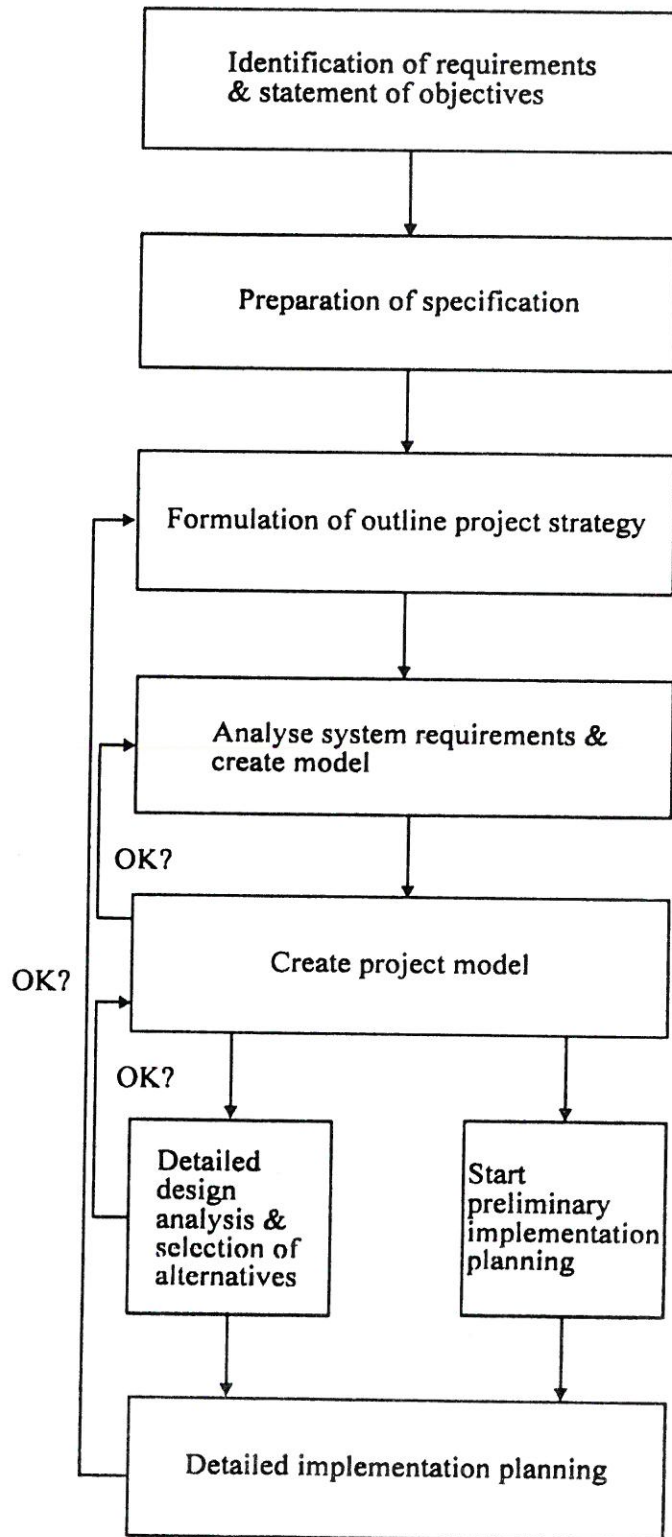 Identification of requirements
& statement of objectives
Preparation of specification
Formulation of outline project strategy
Analyse system requirements &
create model
OK?
Create project model
OK?
OK?
Detailed
design
analysis &
selection of
alternatives
Start
preliminary
implementation
planning
Detailed implementation planning